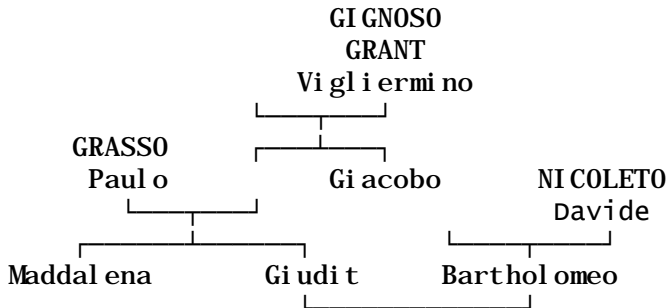 GIGNOSO
GRANT
Vigliermino
GRASSO
Paulo Giacobo NICOLETO
Davide
Maddalena Giudit Bartholomeo